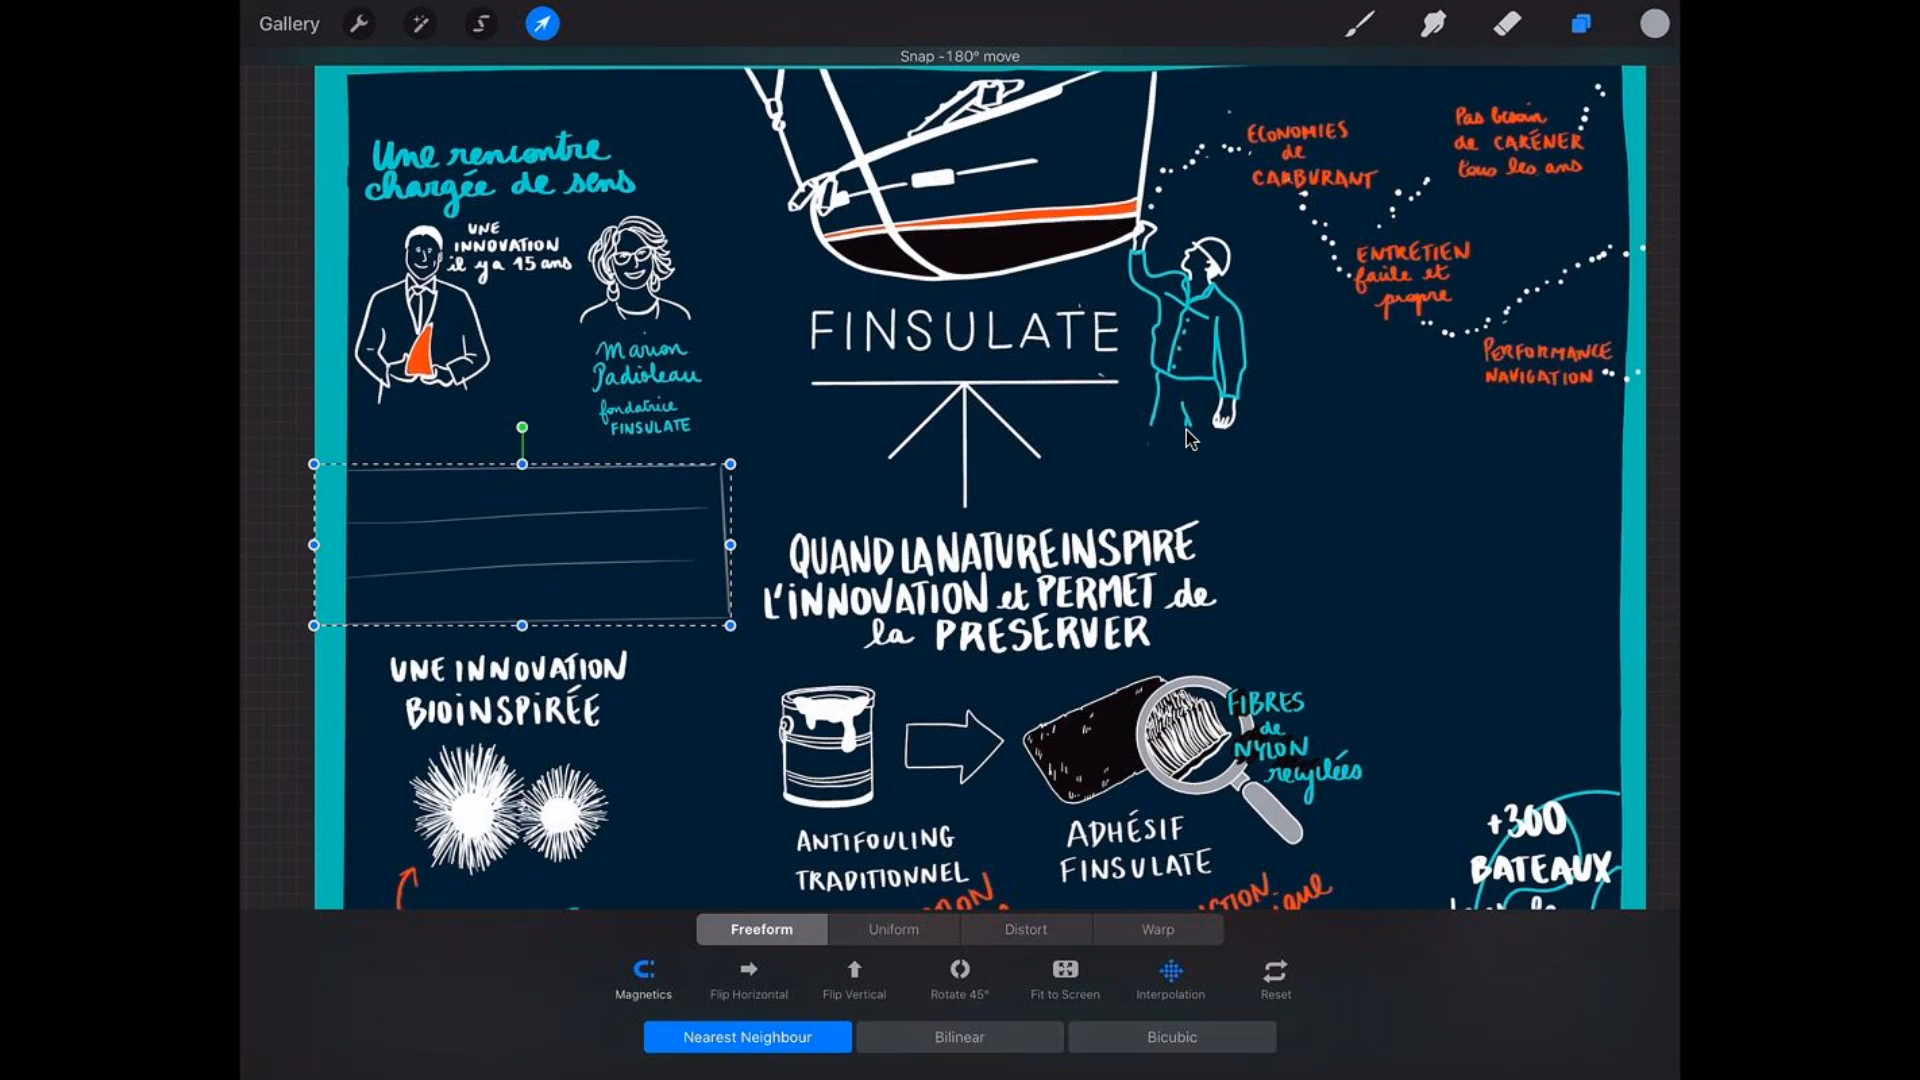 Gallery
Snap -180° move
Une rencontre
chargée de sens
UNE
INNOVATION
il y a 15 ans
Marion
Padioleau
fondatrice
FINSULATE
FINSULATE
ECONOMIES
de
CARBURANT
Pas besoin
de CARÉNER
tous les ans
ENTRETIEN
facile et
propre
PERFORMANCE
NAVIGATION
QUAND LA NATURE INSPIRE
L'INNOVATION et PERMET de
la PRESERVER
UNE INNOVATION
BIOINSPIRÉE
FIBRES
de
NYLON
recyclées
ANTIFOULING
TRADITIONNEL
ADHÉSIF
FINSULATE
+300
BATEAUX
Freeform
Uniform
Distort
Warp
Magnetics
Flip Horizontal
Flip Vertical
Rotate 45°
Fit to Screen
Interpolation
Reset
Nearest Neighbour
Bilinear
Bicubic